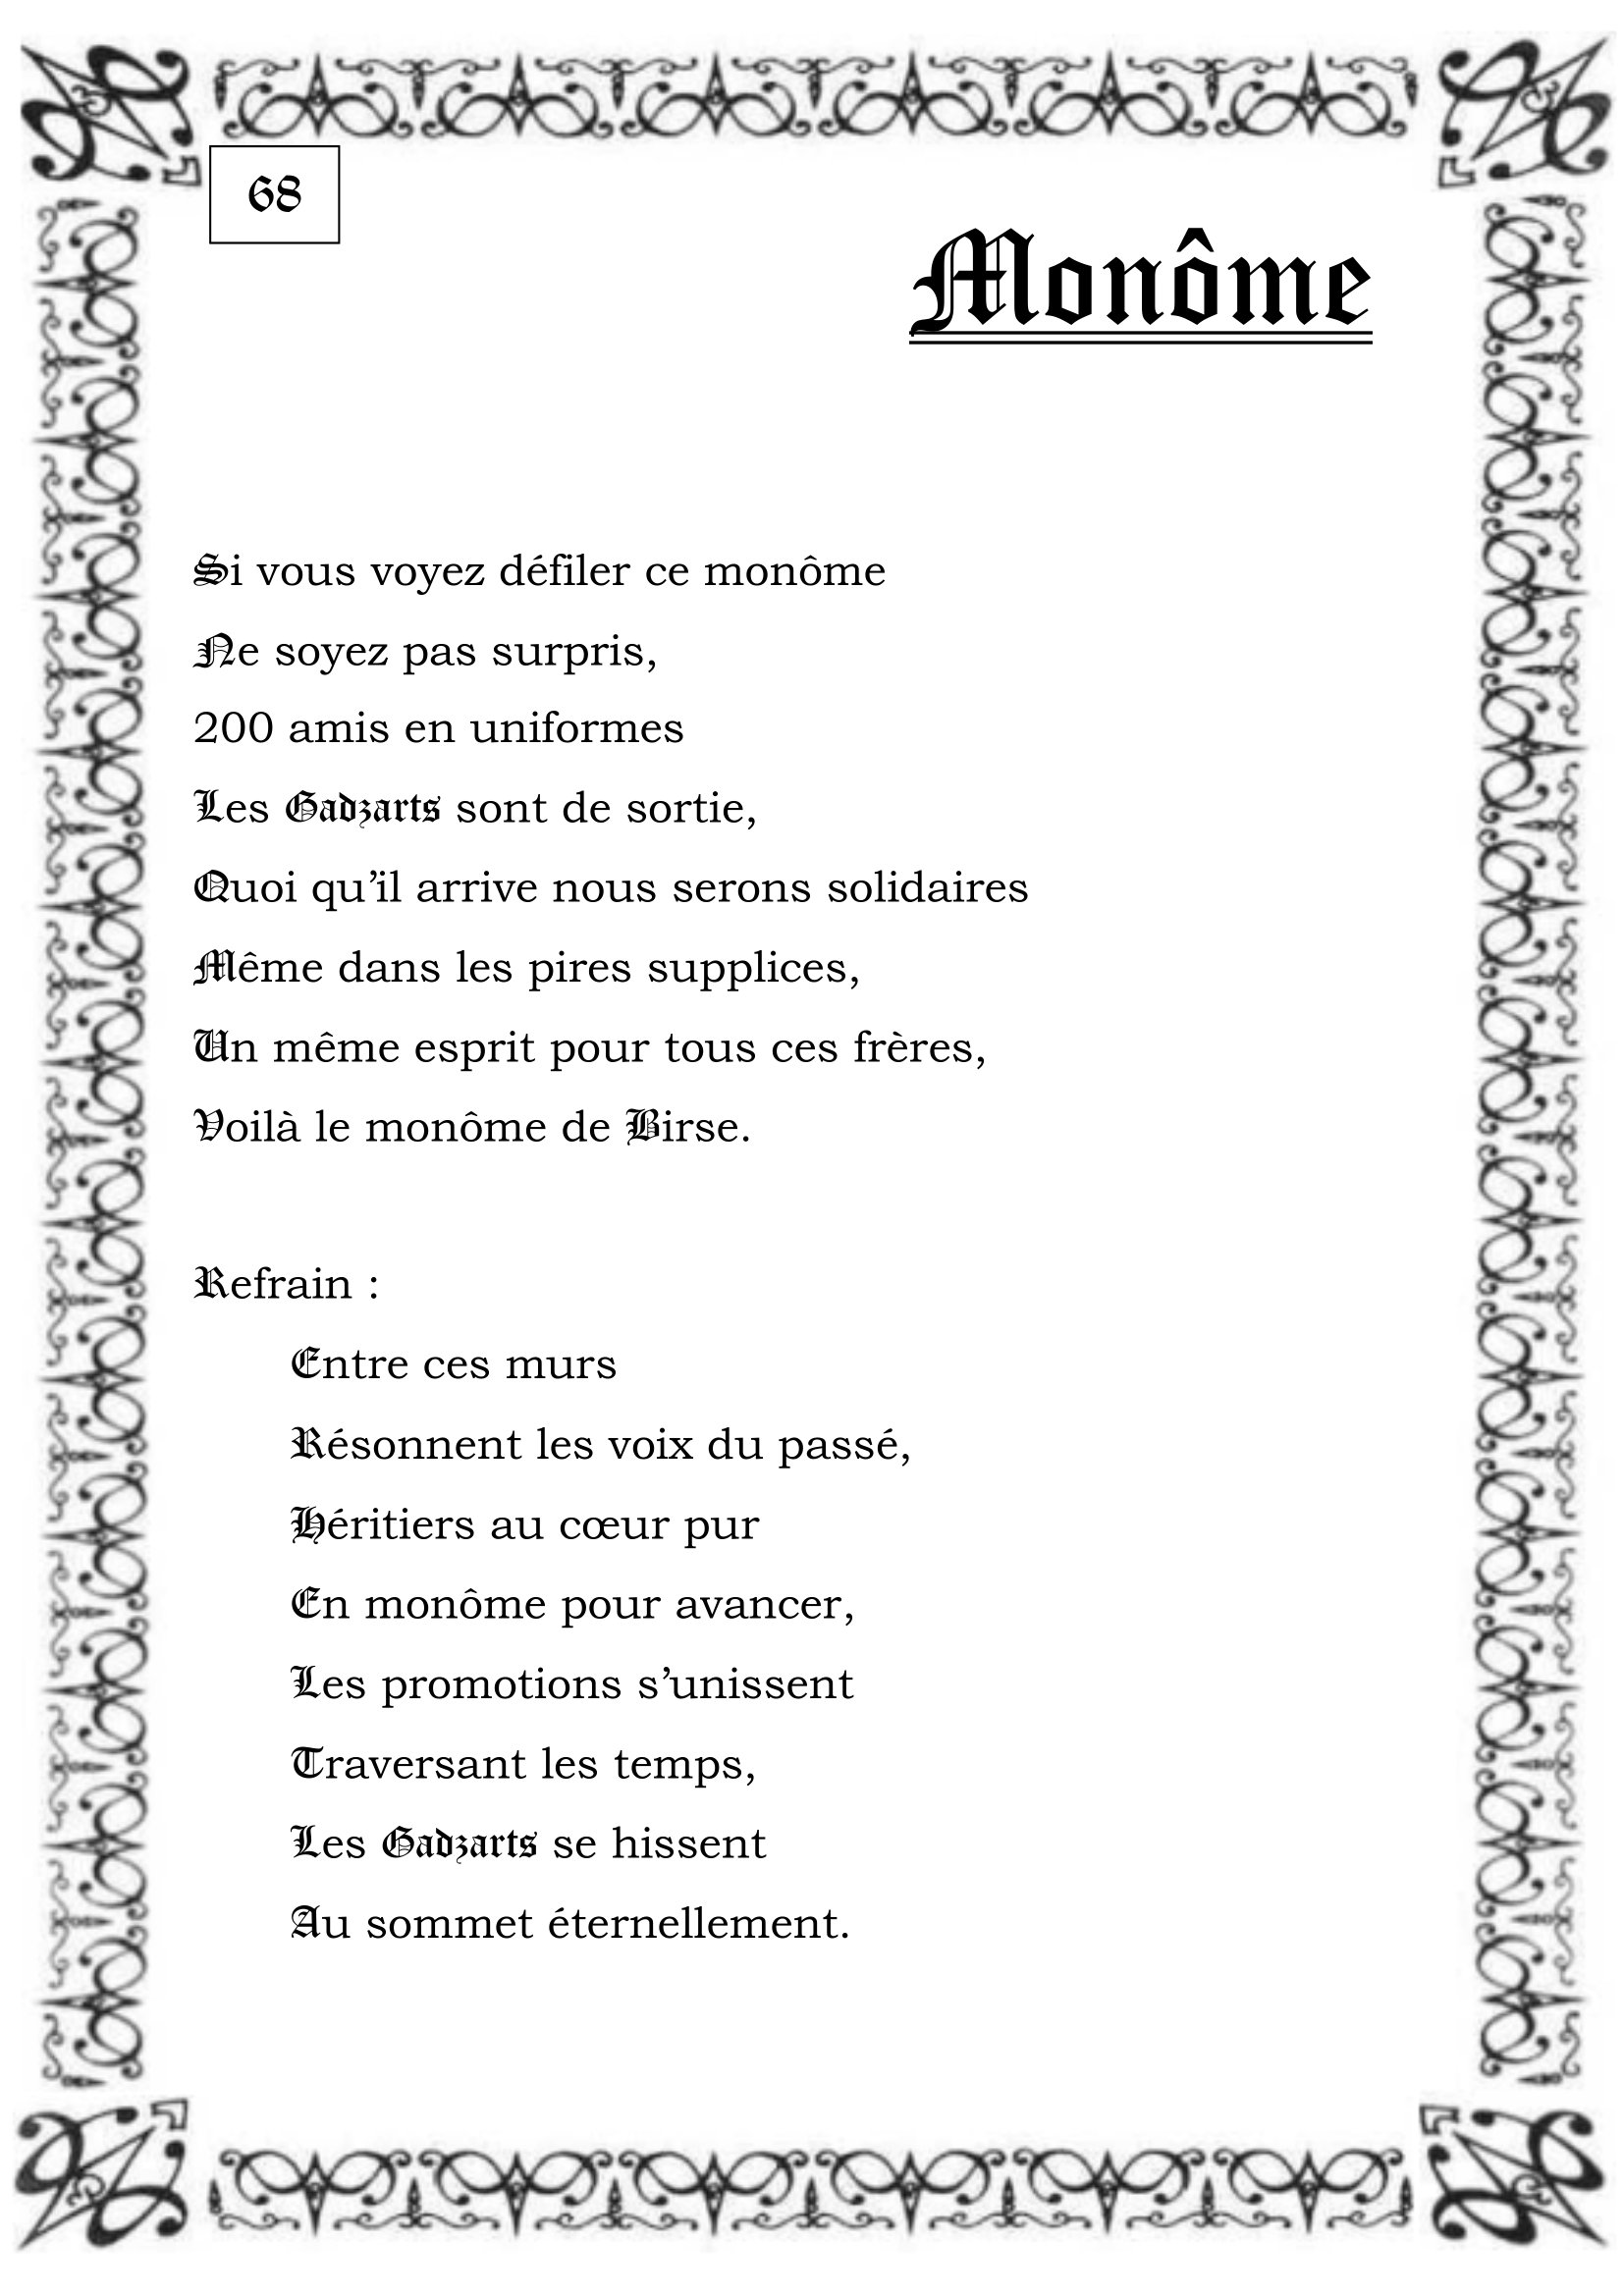 68
Monôme
Si vous voyez défiler ce monôme
Ne soyez pas surpris,
200 amis en uniformes
Les Gadzarts sont de sortie,
Quoi qu’il arrive nous serons solidaires
Même dans les pires supplices,
Un même esprit pour tous ces frères,
Voilà le monôme de Birse.
Refrain :
Entre ces murs
Résonnent les voix du passé,
Héritiers au cœur pur
En monôme pour avancer,
Les promotions s’unissent
Traversant les temps,
Les Gadzarts se hissent
Au sommet éternellement.